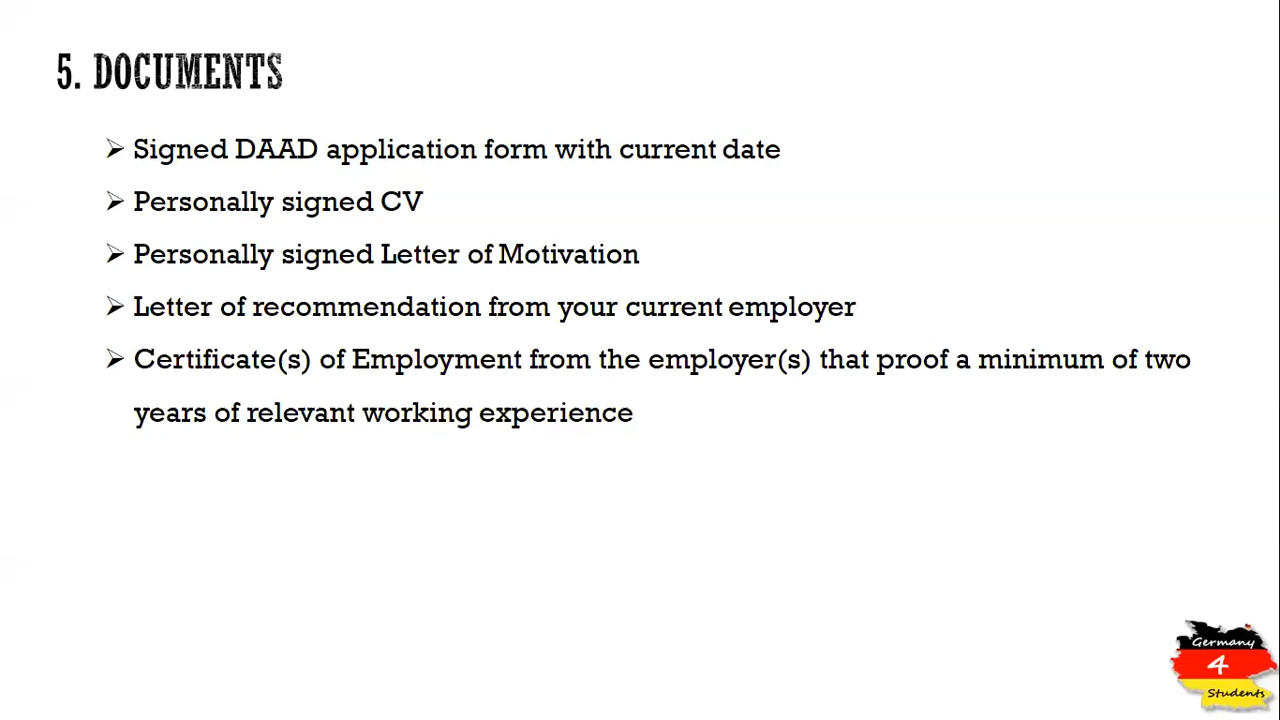 5. DOCUMENTS
➢ Signed DAAD application form with current date
➢ Personally signed CV
➢ Personally signed Letter of Motivation
➢ Letter of recommendation from your current employer
➢ Certificate(s) of Employment from the employer(s) that proof a minimum of two
years of relevant working experience
Germany
4
Students